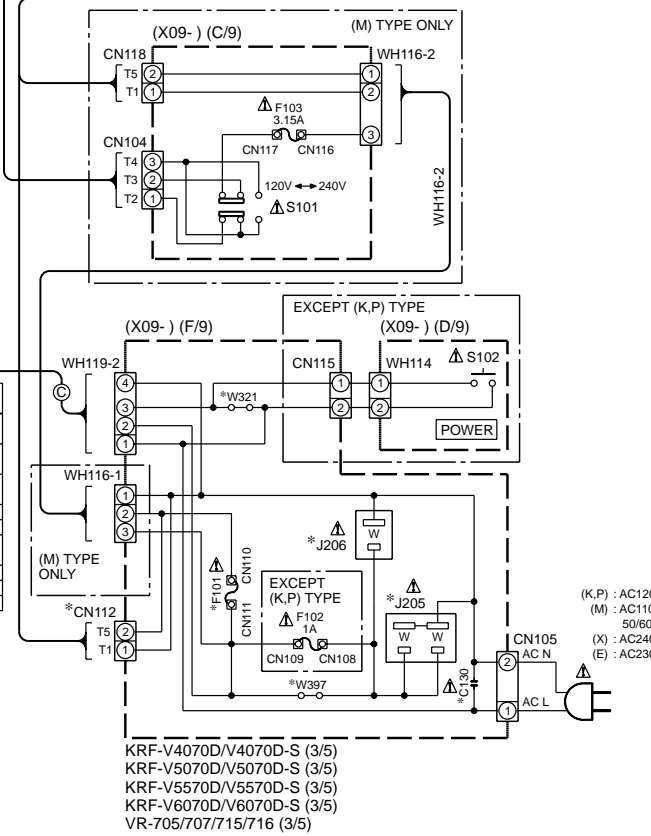 (M) TYPE ONLY
(X09- ) (C/9)
CN118
WH116-2
T5 2
T1 1
1
2
3
F103
3.15A
CN117 CN116
CN104
T4 3
T3 2
T2 1
120V ↔ 240V
S101
WH116-2
EXCEPT (K,P) TYPE
(X09- ) (F/9)
(X09- ) (D/9)
WH119-2
CN115
WH114
S102
C
4
3
2
1
*W321
1
2
1
2
POWER
WH116-1
1
2
3
(M) TYPE
ONLY
*J206
W
*F101
CN110
CN111
EXCEPT
(K,P) TYPE
F102
1A
CN109 CN108
*J205
W W
*CN112
T5 2
T1 1
*W397
*C130
CN105
2 AC N
1 AC L
(K,P) : AC120
(M) : AC110
50/60
(X) : AC240
(E) : AC230
KRF-V4070D/V4070D-S (3/5)
KRF-V5070D/V5070D-S (3/5)
KRF-V5570D/V5570D-S (3/5)
KRF-V6070D/V6070D-S (3/5)
VR-705/707/715/716 (3/5)